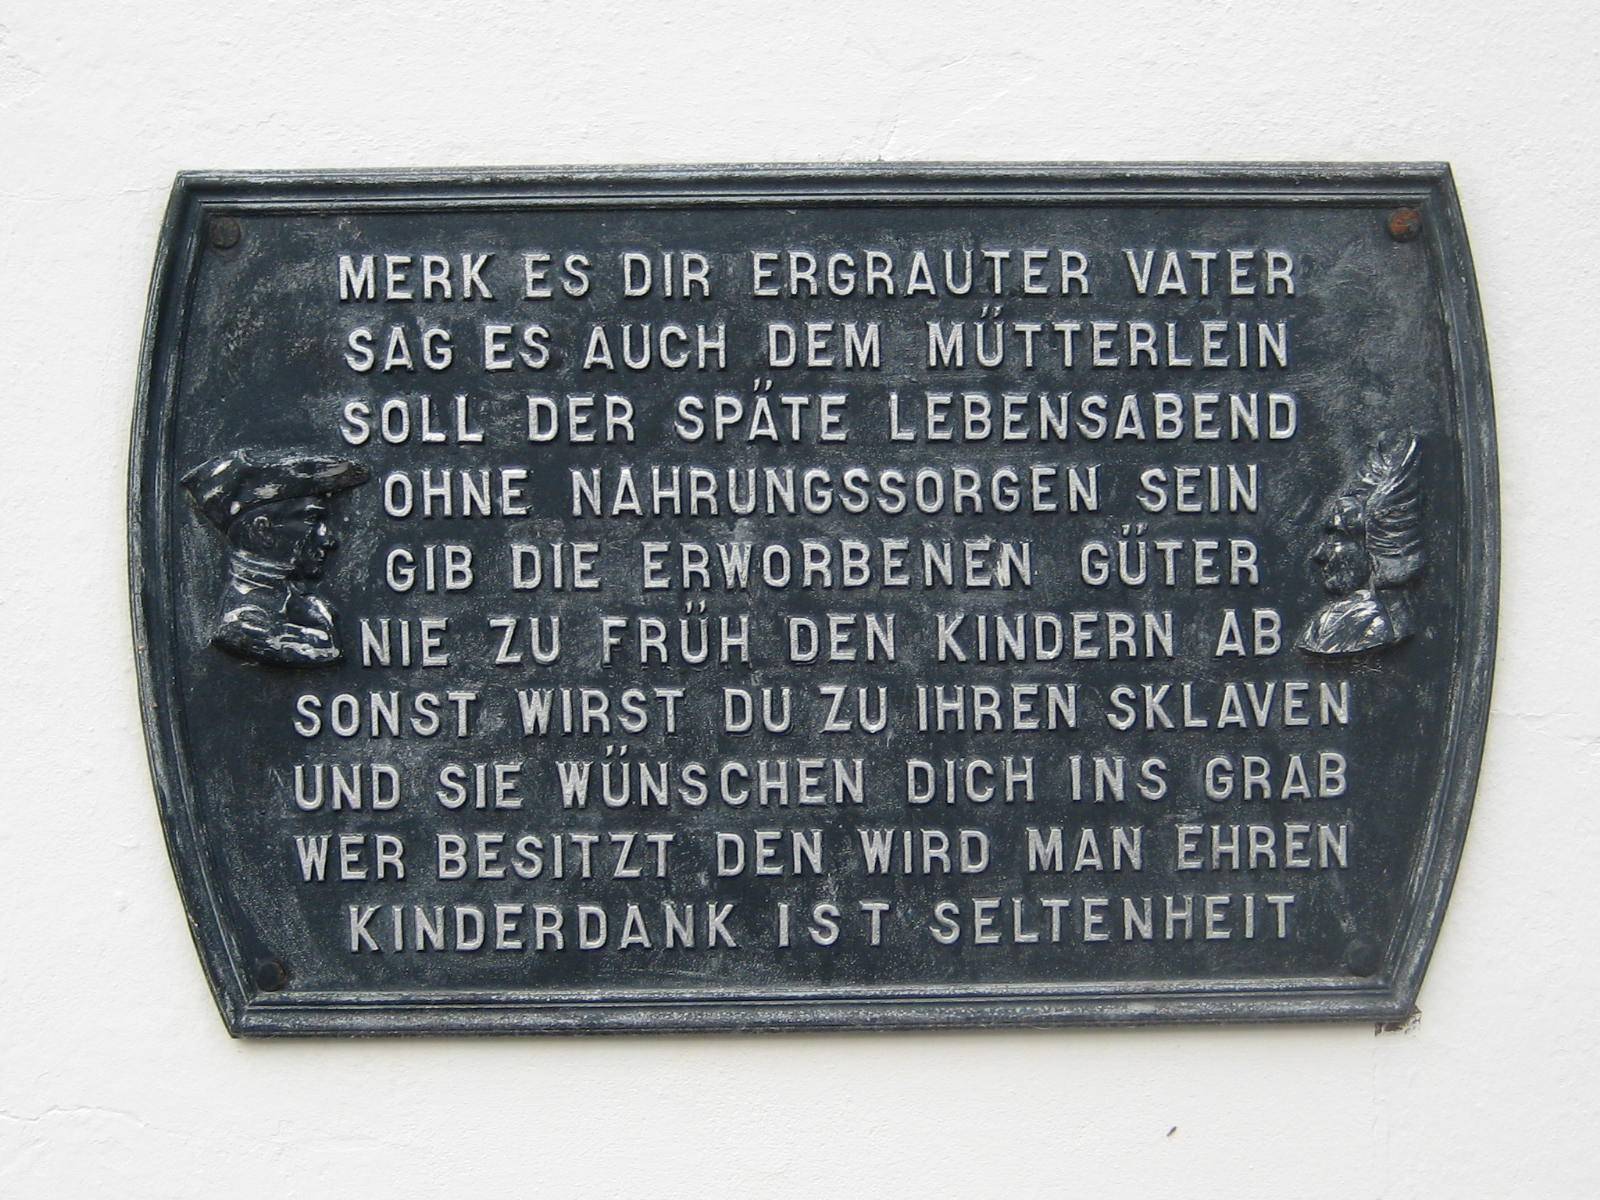 MERK ES DIR ERGRAUTER VATER
SAG ES AUCH DEM MÜTTERLEIN
SOLL DER SPÄTE LEBENSABEND
OHNE NAHRUNGSSORGEN SEIN
GIB DIE ERWORBENEN GÜTER
NIE ZU FRÜH DEN KINDERN AB
SONST WIRST DU ZU IHREN SKLAVEN
UND SIE WÜNSCHEN DICH INS GRAB
WER BESITZT DEN WIRD MAN EHREN
KINDERDANK IST SELTENHEIT